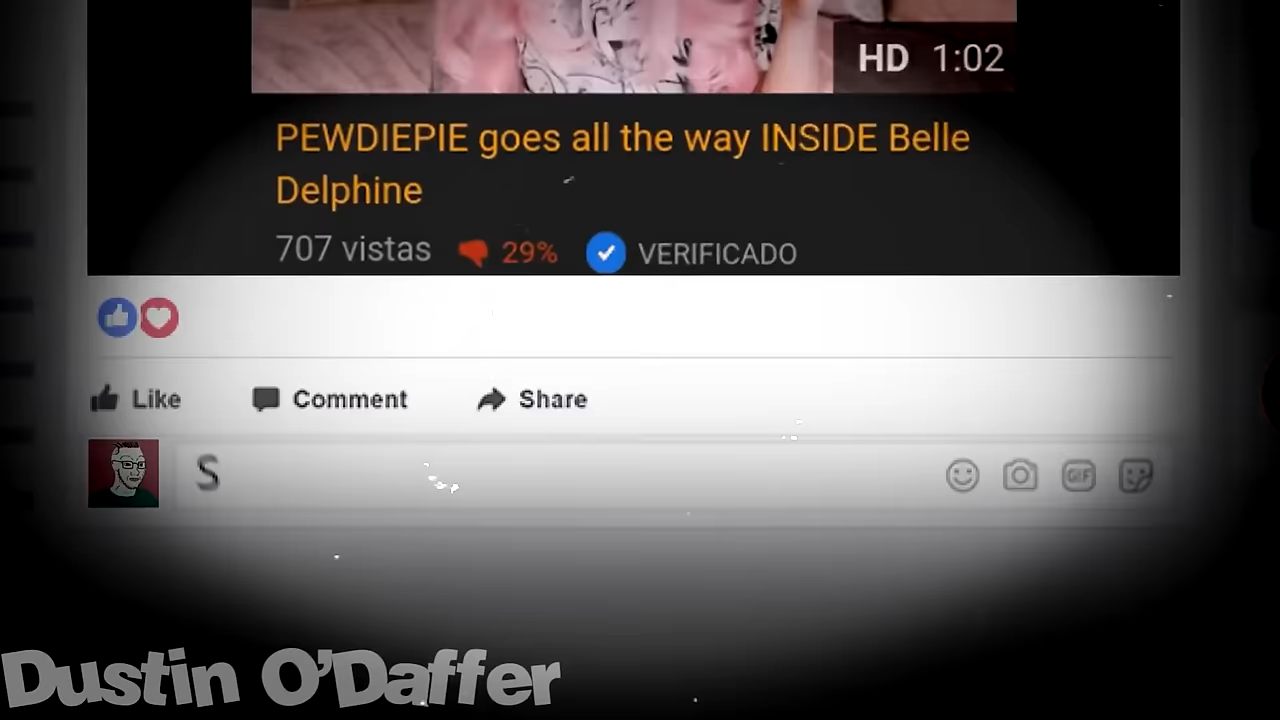 HD 1:02
PEWDIEPIE goes all the way INSIDE Belle
Delphine
707 vistas 29% VERIFICADO
Like Comment Share
S GIF
Dustin O'Daffer